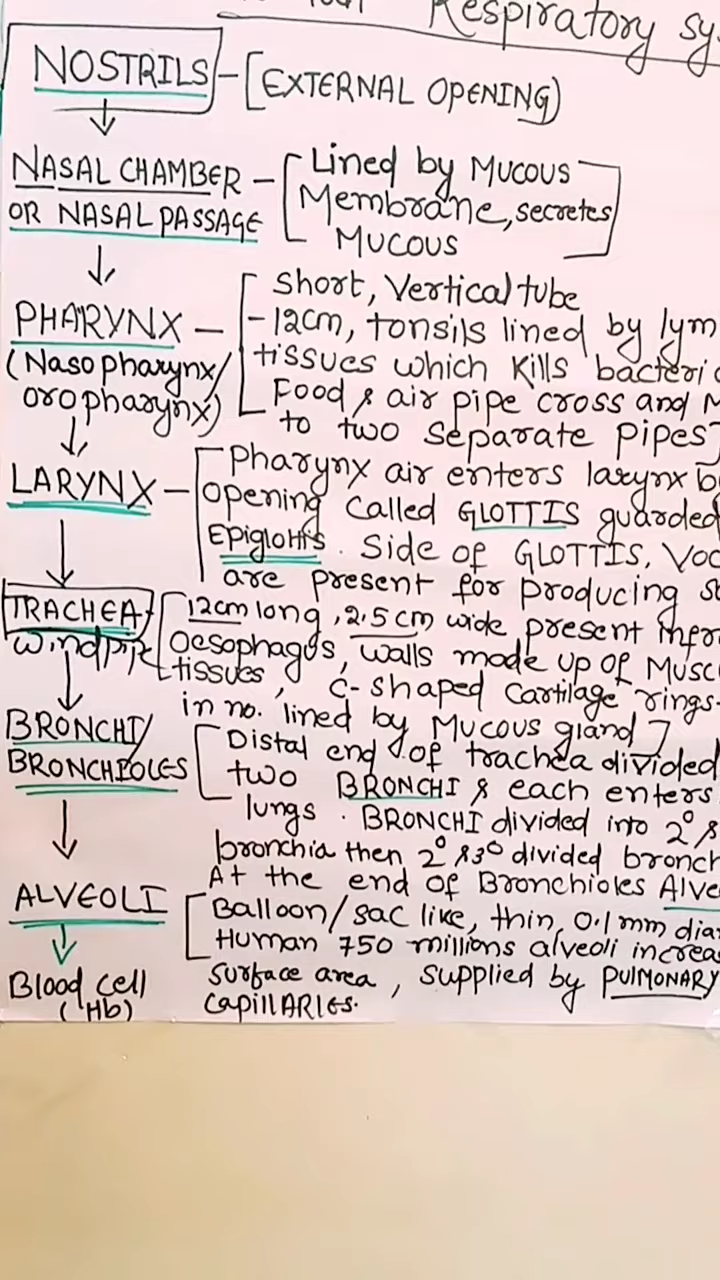 Respiratory sy
NOSTRILS - [EXTERNAL OPENING]
NASAL CHAMBER - [Lined by MUCOUS
OR NASAL PASSAGE Membrane, secretes
MUCOUS]
PHARYNX - [Short, Vertical tube
(Nasopharynx/ -12cm, tonsils lined by lym
oropharynx) tissues which kills bacteri
Food & air pipe cross and
to two separate pipes]
LARYNX - [Pharynx air enters larynx b
opening called GLOTTIS guarded
Epiglottis. Side of GLOTTIS, Voc
are present for producing s
TRACHEA - [12cm long, 2.5 cm wide present
Windpipe Oesophagus, walls made up of Musc
tissues, C-shaped Cartilage rings-
in no. lined by Mucous gland]
BRONCHI/ [Distal end of trachea divided
BRONCHIOLES two BRONCHI & each enters
lungs. BRONCHI divided into 2° &
bronchia then 2° & 3° divided bronch
At the end of Bronchioles Alve
ALVEOLI [Balloon/sac like, thin, 0.1mm dia
Human 750 millions alveoli increa
Blood cell surface area, supplied by PULMONARY
(Hb) CapillARIES.